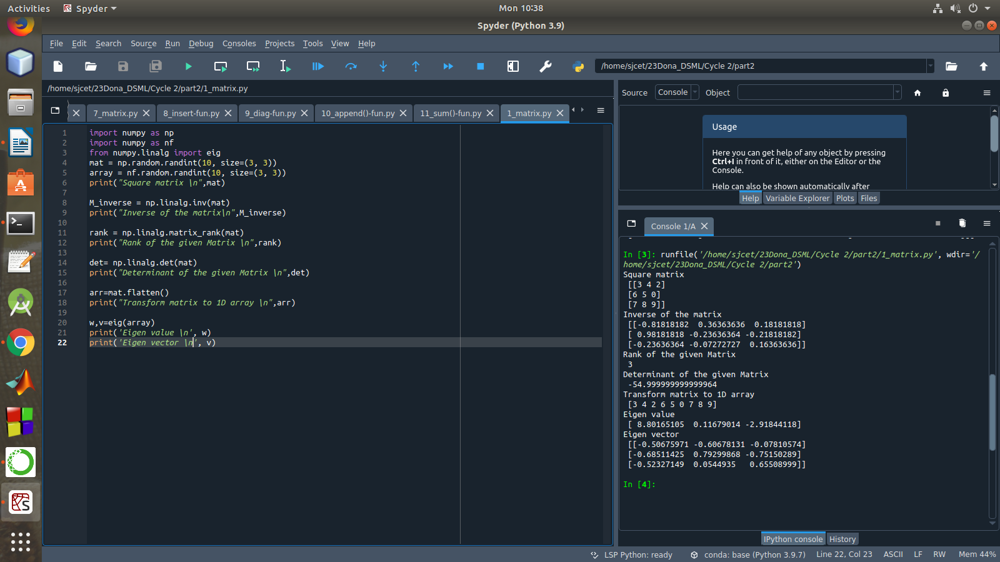 Activities Spyder Mon 10:38
Spyder (Python 3.9)
File Edit Search Source Run Debug Consoles Projects Tools View Help
/home/sjcet/23Dona_DSML/Cycle 2/part2
/home/sjcet/23Dona_DSML/Cycle 2/part2/1_matrix.py
7_matrix.py 8_insert-fun.py 9_diag-fun.py 10_append()-fun.py 11_sum()-fun.py 1_matrix.py
1 import numpy as np
2 import numpy as nf
3 from numpy.linalg import eig
4 mat = np.random.randint(10, size=(3, 3))
5 array = nf.random.randint(10, size=(3, 3))
6 print("Square matrix \n",mat)
7
8 M_inverse = np.linalg.inv(mat)
9 print("Inverse of the matrix\n",M_inverse)
10
11 rank = np.linalg.matrix_rank(mat)
12 print("Rank of the given Matrix \n",rank)
13
14 det= np.linalg.det(mat)
15 print("Determinant of the given Matrix \n",det)
16
17 arr=mat.flatten()
18 print("Transform matrix to 1D array \n",arr)
19
20 w,v=eig(array)
21 print('Eigen value \n', w)
22 print('Eigen vector \n', v)
Source Console Object
Usage
Here you can get help of any object by pressing
Ctrl+I in front of it, either on the Editor or the
Console.
Help can also be shown automatically after
Help Variable Explorer Plots Files
Console 1/A
In [3]: runfile('/home/sjcet/23Dona_DSML/Cycle 2/part2/1_matrix.py', wdir='/
home/sjcet/23Dona_DSML/Cycle 2/part2')
Square matrix
[[3 4 2]
[6 5 0]
[7 8 9]]
Inverse of the matrix
[[-0.81818182 0.36363636 0.18181818]
[ 0.98181818 -0.23636364 -0.21818182]
[-0.23636364 -0.07272727 0.16363636]]
Rank of the given Matrix
3
Determinant of the given Matrix
-54.999999999999964
Transform matrix to 1D array
[3 4 2 6 5 0 7 8 9]
Eigen value
[ 8.80165105 0.11679014 -2.91844118]
Eigen vector
[[-0.50675971 -0.60678131 -0.07810574]
[-0.68511425 0.79299868 -0.75150289]
[-0.52327149 0.0544935 0.65508999]]
In [4]:
IPython console History
LSP Python: ready conda: base (Python 3.9.7) Line 22, Col 23 ASCII LF RW Mem 44%